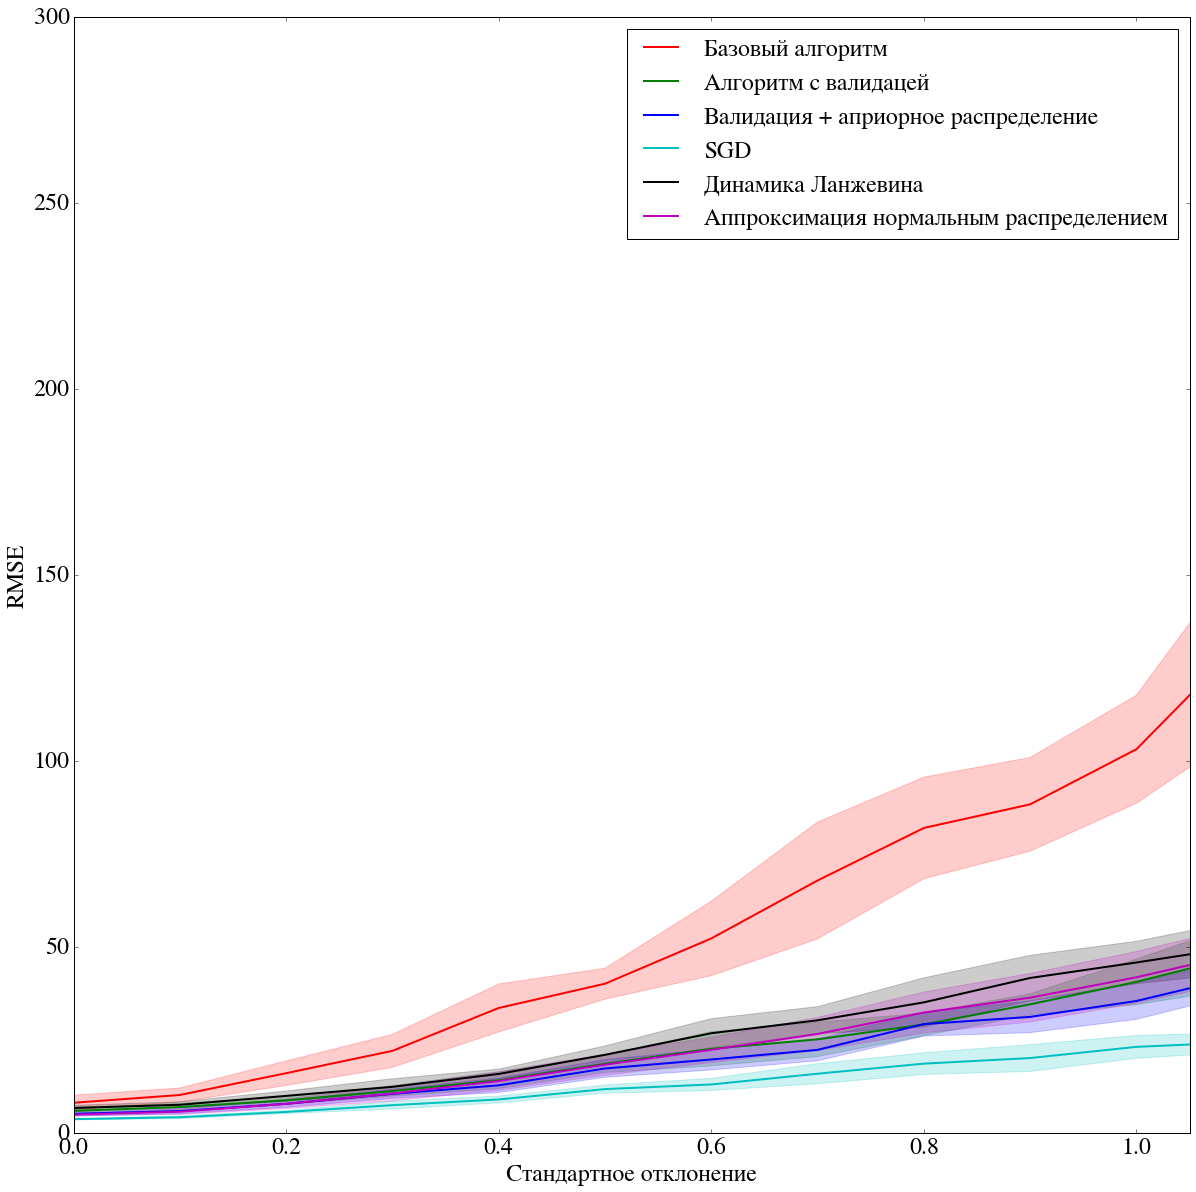 300
250
200
150
100
50
0
RMSE
Базовый алгоритм
Алгоритм с валидацей
Валидация + априорное распределение
SGD
Динамика Ланжевина
Аппроксимация нормальным распределением
0.0 0.2 0.4 0.6 0.8 1.0
Стандартное отклонение